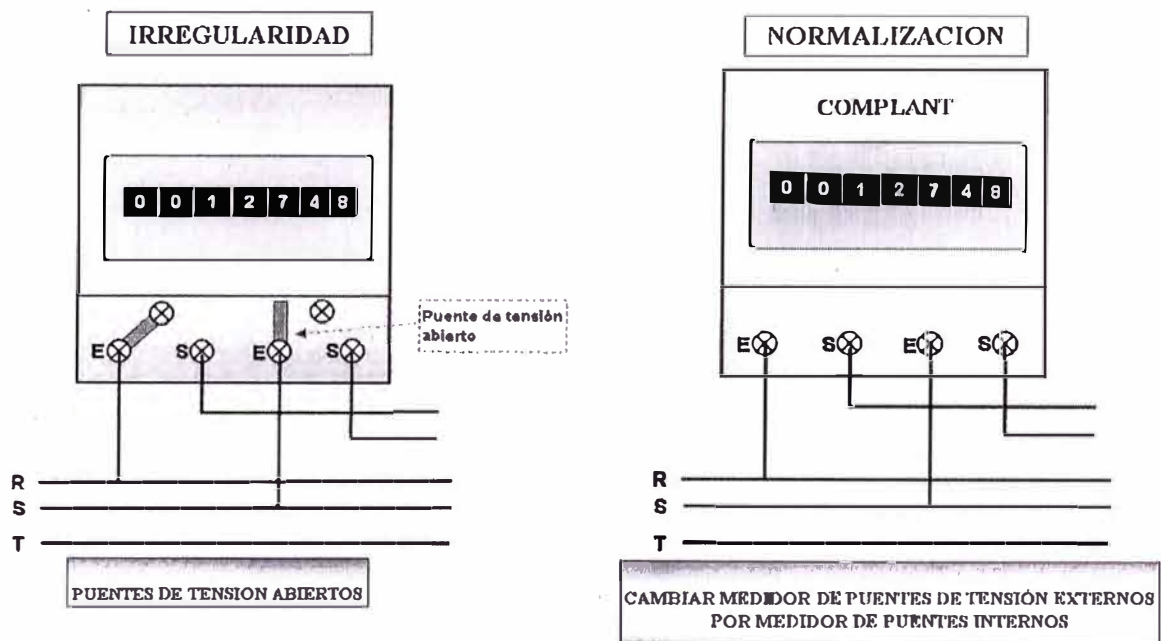 IRREGULARIDAD
0 0 1 2 7 4 8
Puente de tensión
abierto
E S E S
R
S
T
PUENTES DE TENSION ABIERTOS
NORMALIZACION
COMPLANT
0 0 1 2 7 4 8
E S E S
R
S
T
CAMBIAR MEDIDOR DE PUENTES DE TENSIÓN EXTERNOS
POR MEDIDOR DE PUENTES INTERNOS